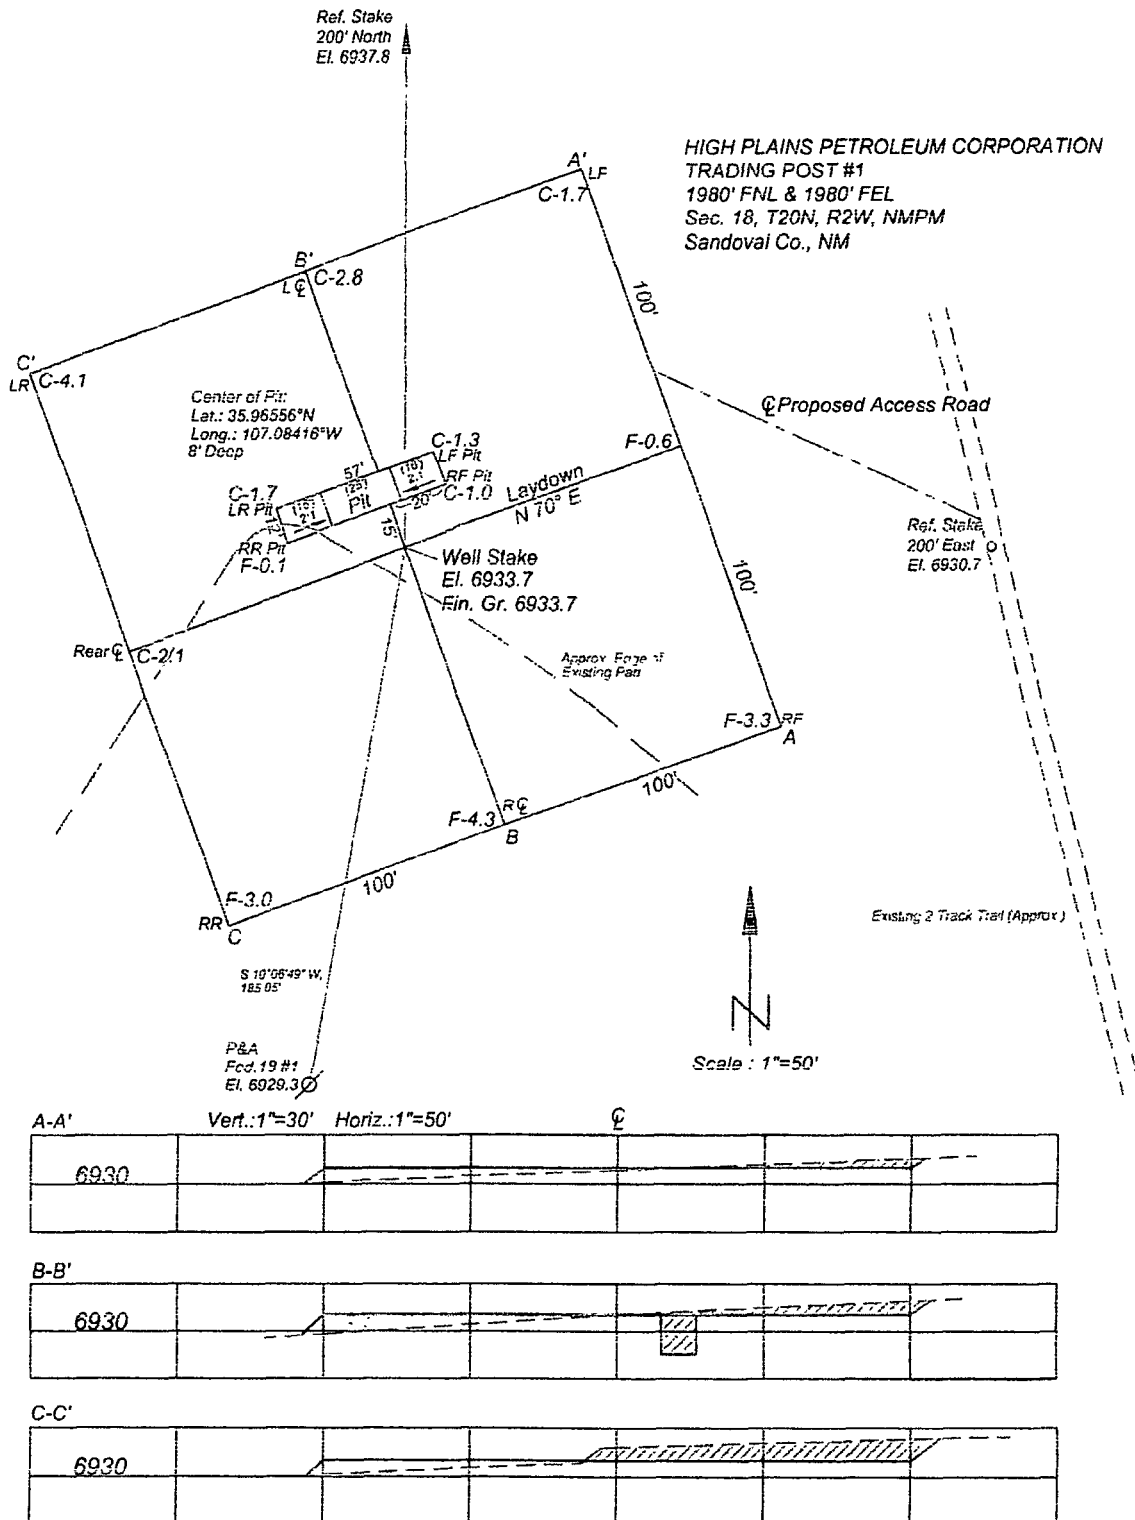 Ref. Stake
200' North
El. 6937.8
HIGH PLAINS PETROLEUM CORPORATION
TRADING POST #1
1980' FNL & 1980' FEL
Sec. 18, T20N, R2W, NMPM
Sandoval Co., NM
A'
LF
C-1.7
B'
L ℄
C-2.8
100'
C'
LR
C-4.1
Center of Pit:
Lat.: 35.96556°N
Long.: 107.08416°W
8' Deep
℄ Proposed Access Road
C-1.3
LF Pit
F-0.6
57'
2:1
RF Pit
C-1.0
20'
C-1.7
LR Pit
Pit
2:1
Laydown
N 70° E
15'
RR Pit
F-0.1
Well Stake
El. 6933.7
Fin. Gr. 6933.7
Ref. Stake
200' East
El. 6930.7
100'
Rear ℄
C-2.1
Approx. Edge of
Existing Pad
F-3.3
RF
A
100'
R ℄
F-4.3
B
100'
F-3.0
RR
C
Existing 2 Track Trail (Approx.)
S 10°06'49" W,
185.05'
P&A
Fed. 19 #1
El. 6929.3
N
Scale : 1"=50'
A-A'
Vert.:1"=30'
Horiz.:1"=50'
℄
6930
B-B'
6930
C-C'
6930